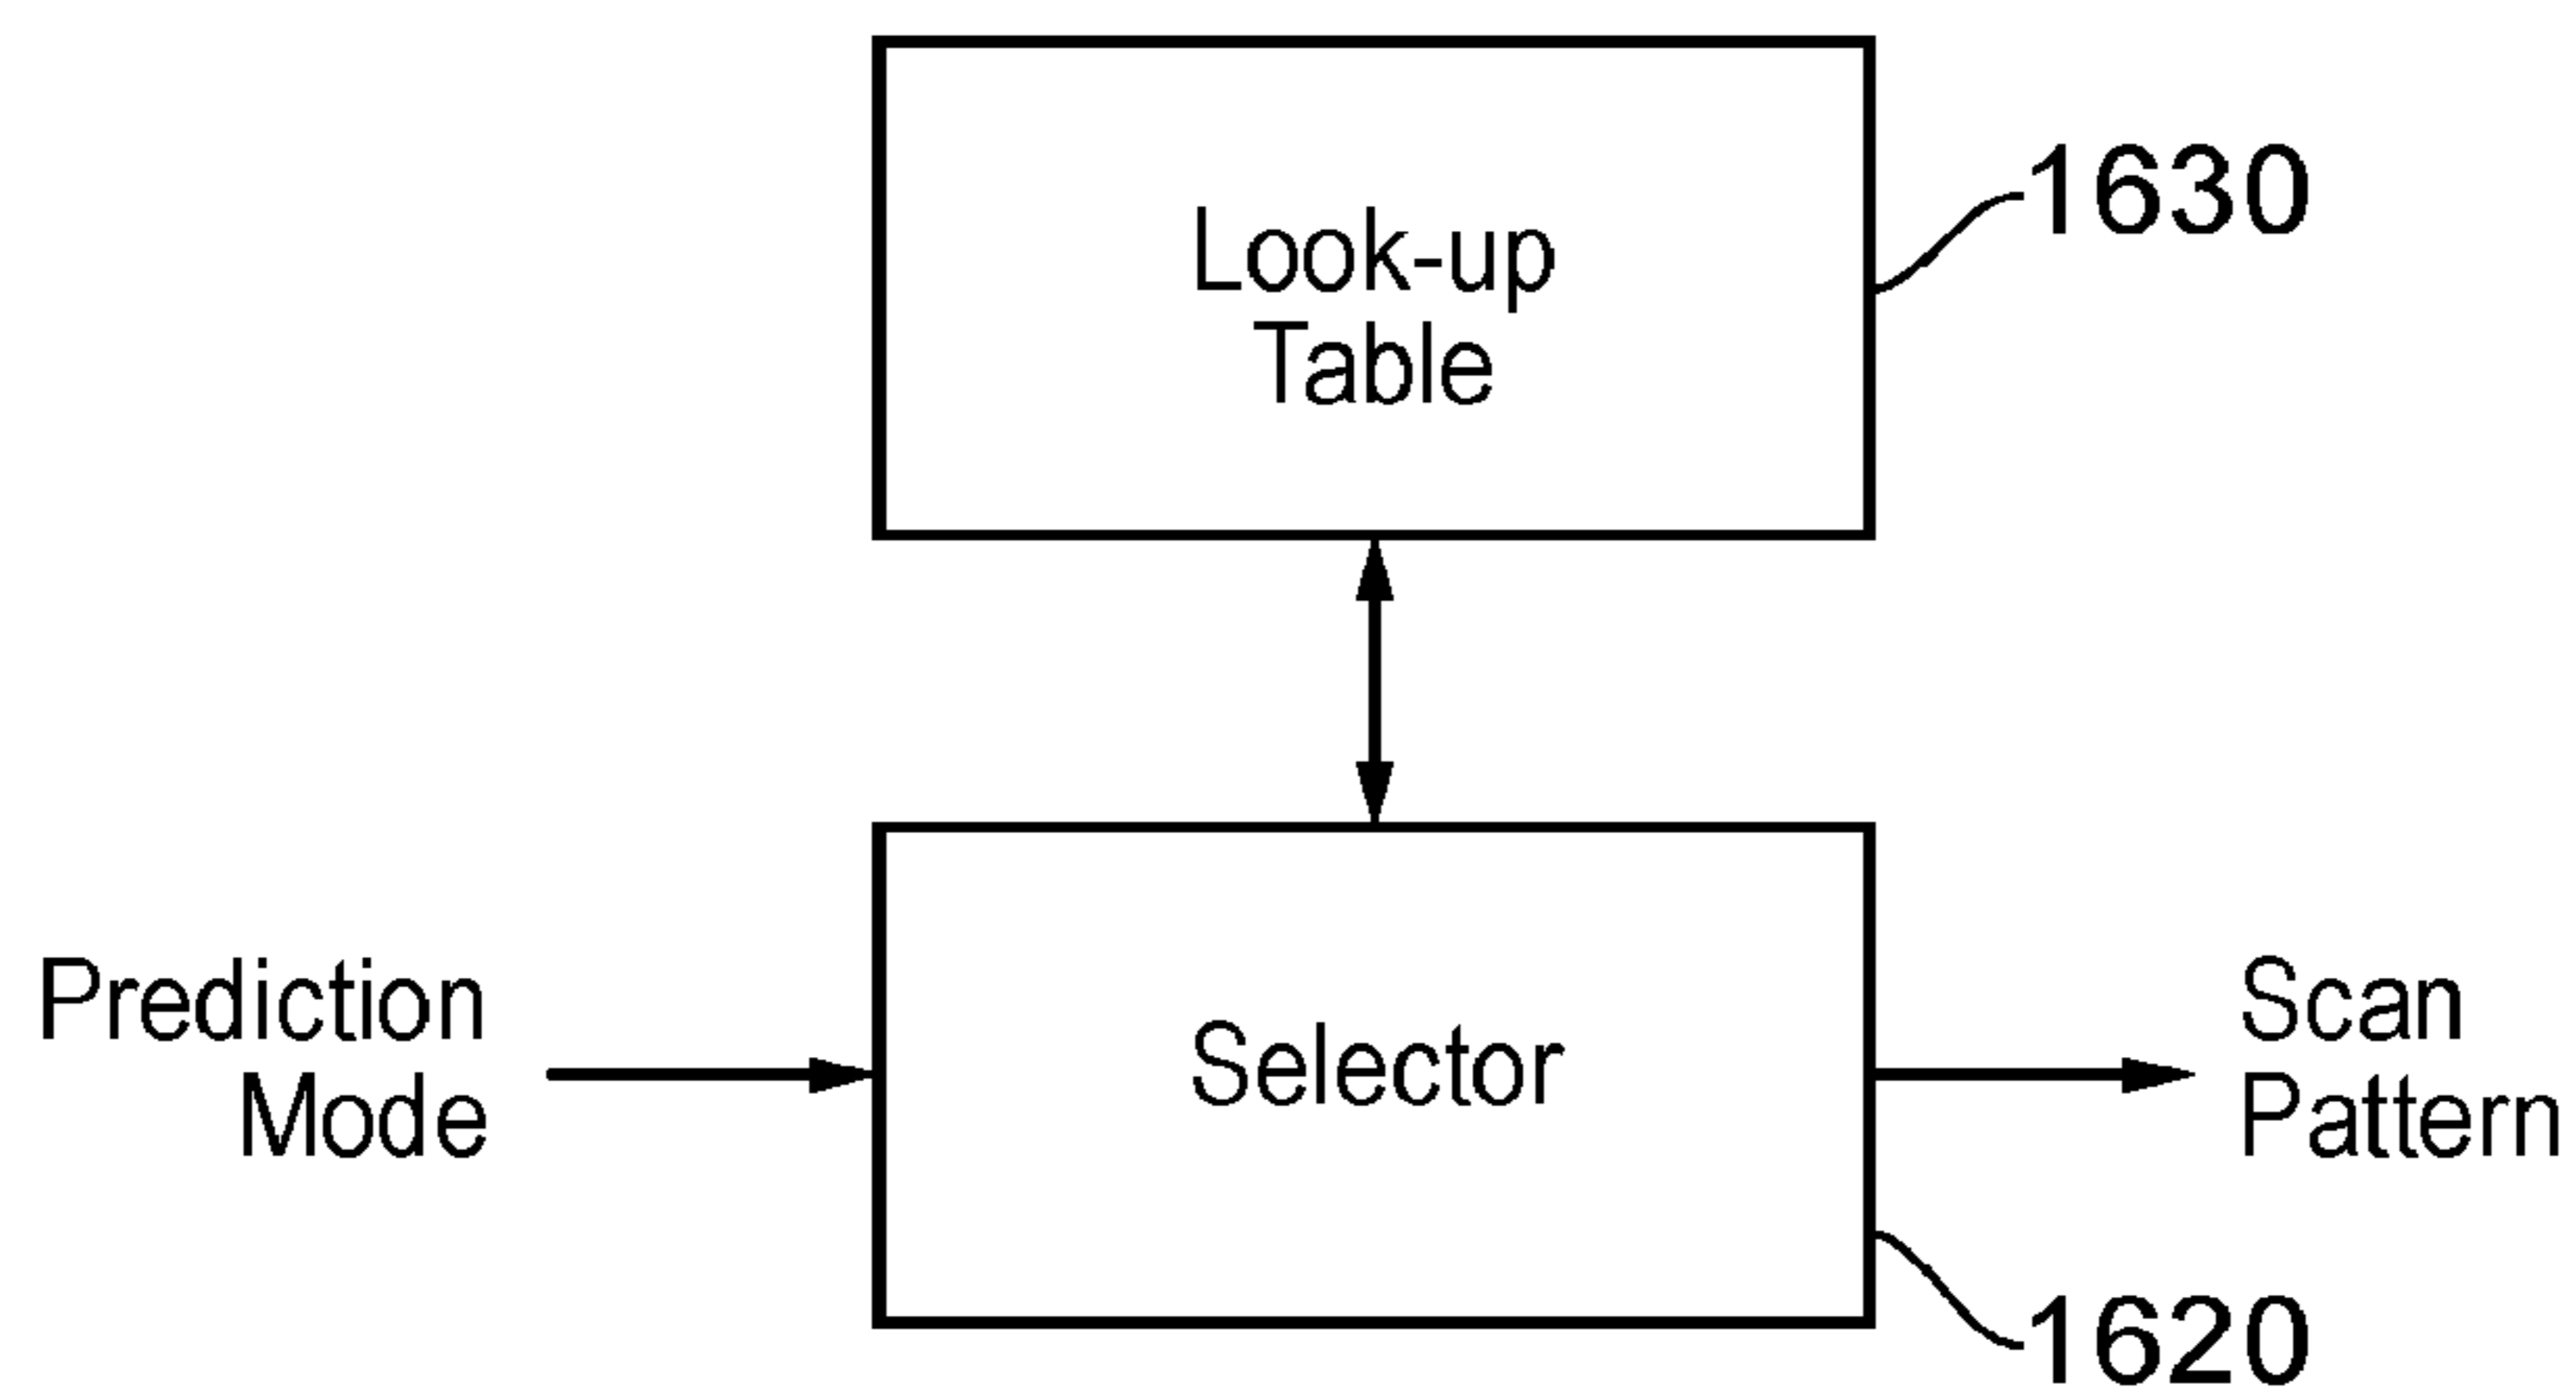 Look-up
Table
1630
Prediction
Mode
Selector
Scan
Pattern
1620